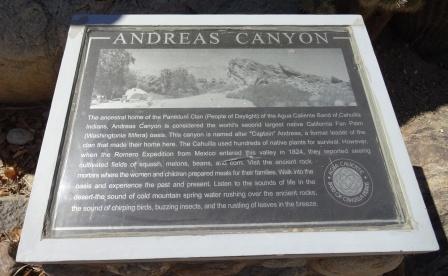 ANDREAS CANYON
The ancestral home of the Paniktum Clan (People of Daylight) of the Agua Caliente Band of Cahuilla
Indians, Andreas Canyon is considered the world's second largest native California Fan Palm
(Washingtonia filifera) oasis. This canyon is named after "Captain" Andreas, a former leader of the
clan that made their home here. The Cahuilla used hundreds of native plants for survival. However,
when the Romero Expedition from Mexico entered this valley in 1824, they reported seeing
cultivated fields of squash, melons, beans, and corn. Visit the ancient rock
mortars where the women and children prepared meals for their families. Walk into the
oasis and experience the past and present. Listen to the sounds of life in the
desert-the sound of cold mountain spring water rushing over the ancient rocks,
the sound of chirping birds, buzzing insects, and the rustling of leaves in the breeze.
AGUA CALIENTE
BAND OF CAHUILLA INDIANS